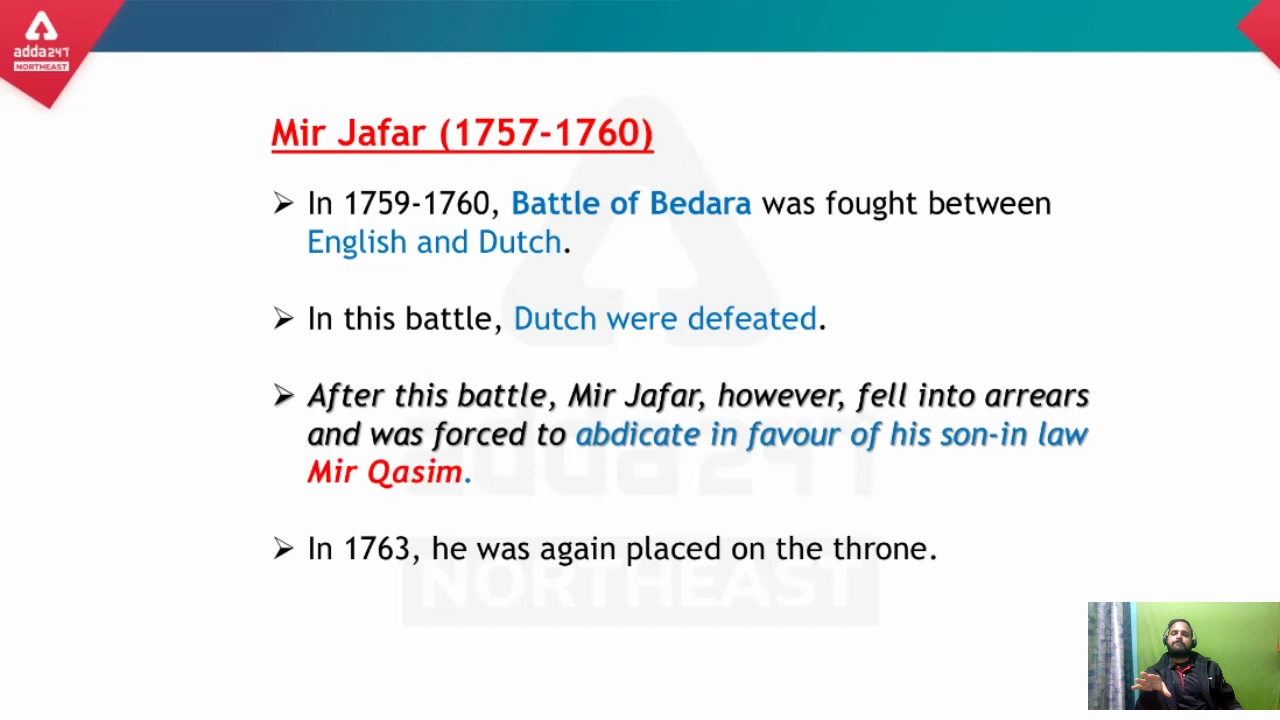 adda247
NORTHEAST
Mir Jafar (1757-1760)
➢ In 1759-1760, Battle of Bedara was fought between
English and Dutch.
➢ In this battle, Dutch were defeated.
➢ After this battle, Mir Jafar, however, fell into arrears
and was forced to abdicate in favour of his son-in law
Mir Qasim.
➢ In 1763, he was again placed on the throne.
adda247
NORTHEAST